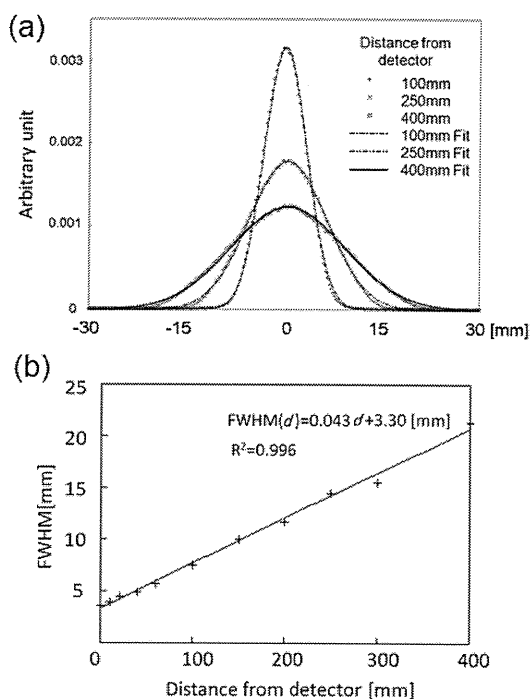 (a)
0.003
0.002
0.001
0
Arbitrary unit
Distance from
detector
100mm
250mm
400mm
100mm Fit
250mm Fit
400mm Fit
-30 -15 0 15 30 [mm]
(b)
25
20
15
10
5
FWHM[mm]
FWHM(d)=0.043 d+3.30 [mm]
R²=0.996
0 100 200 300 400
Distance from detector [mm]